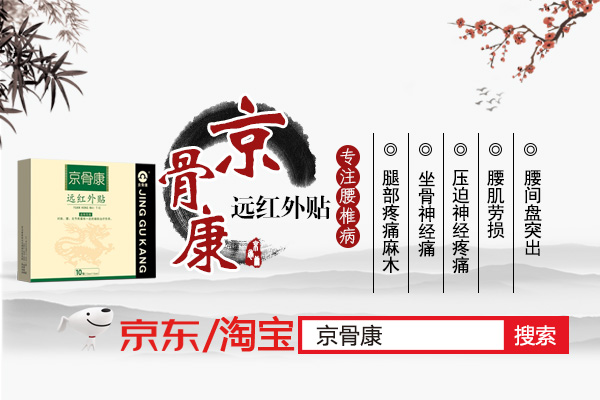 京骨康
远红外贴
专注腰椎病
腰间盘突出
腰肌劳损
压迫神经疼痛
坐骨神经痛
腿部疼痛麻木
京骨康
远红外贴
JING GU KANG
京东/淘宝
京骨康
搜索